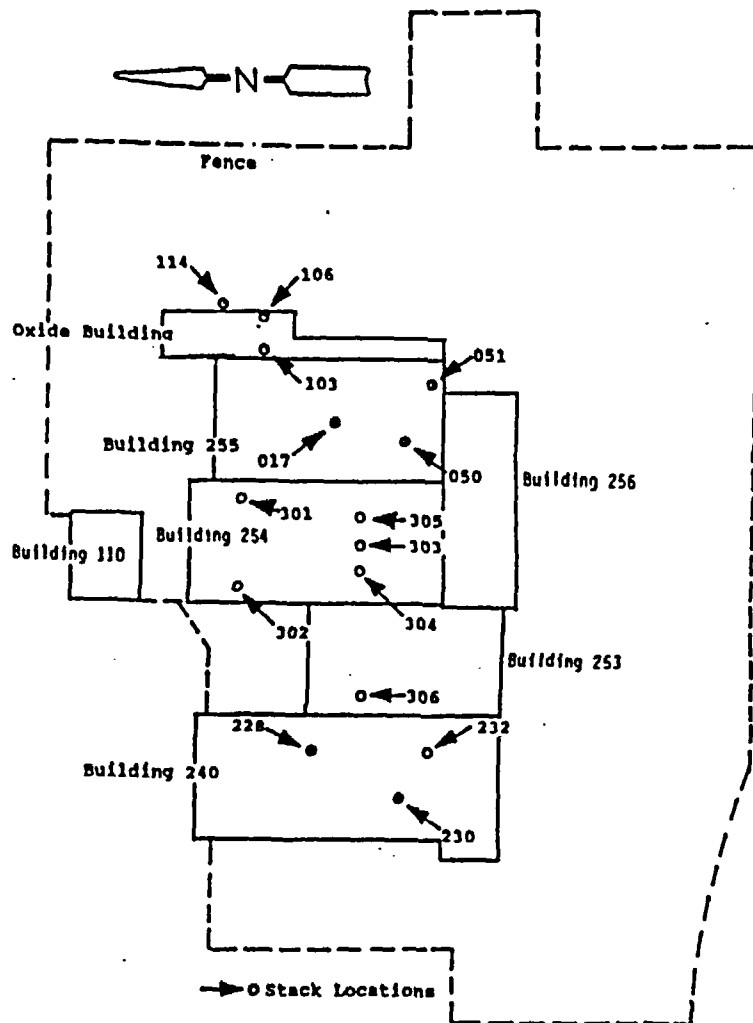 N
Fence
114
106
Oxide Building
051
103
Building 255
017
050
Building 256
301
305
Building 254
303
Building 110
304
302
Building 253
306
228
232
Building 240
230
Stack Locations